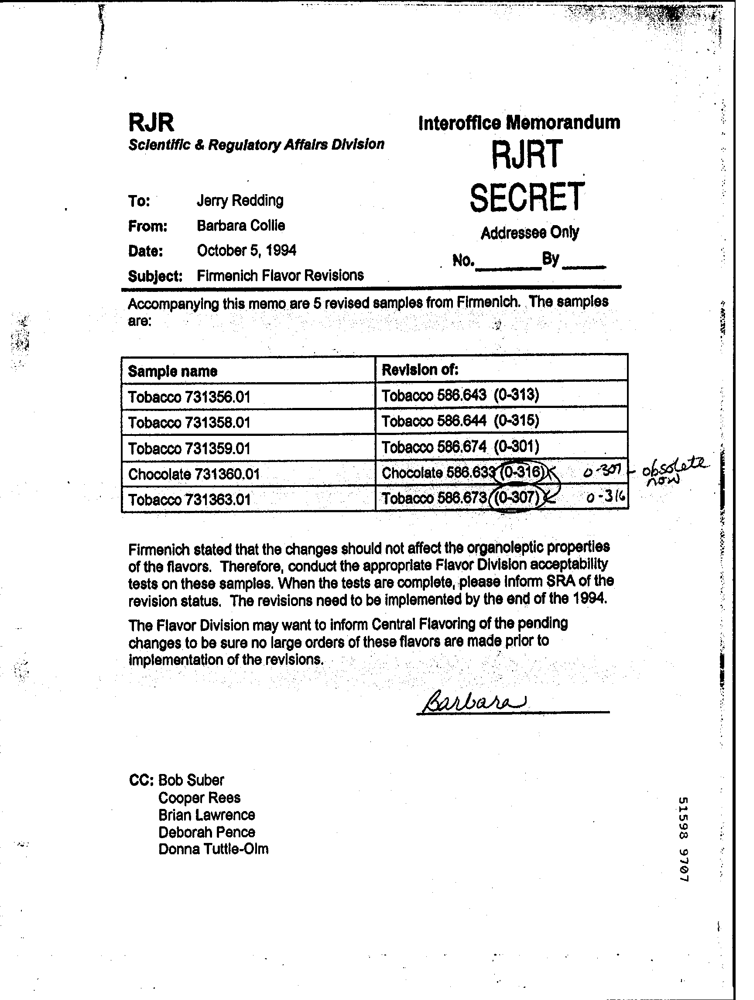 RJR
Scientific & Regulatory Affairs Division
Interoffice Memorandum
RJRT
SECRET
Addressee Only
No.______ By_____
To: Jerry Redding
From: Barbara Collie
Date: October 5, 1994
Subject: Firmenich Flavor Revisions
Accompanying this memo are 5 revised samples from Firmenich. The samples
are:
Sample name Revision of:
Tobacco 731356.01 Tobacco 586.643 (0-313)
Tobacco 731358.01 Tobacco 586.644 (0-315)
Tobacco 731359.01 Tobacco 586.674 (0-301)
Chocolate 731360.01 Chocolate 586.633 (0-316) 0-307 - obsolete now
Tobacco 731363.01 Tobacco 586.673 (0-307) 0-316
Firmenich stated that the changes should not affect the organoleptic properties
of the flavors. Therefore, conduct the appropriate Flavor Division acceptability
tests on these samples. When the tests are complete, please inform SRA of the
revision status. The revisions need to be implemented by the end of the 1994.
The Flavor Division may want to inform Central Flavoring of the pending
changes to be sure no large orders of these flavors are made prior to
implementation of the revisions.
Barbara
CC: Bob Suber
Cooper Rees
Brian Lawrence
Deborah Pence
Donna Tuttle-Olm
51598 9707